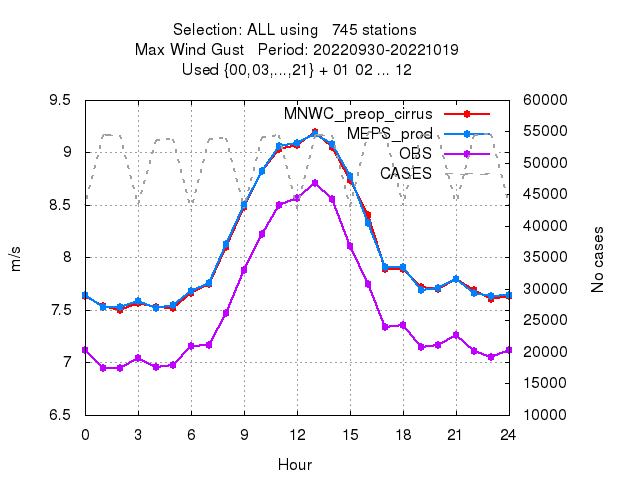 Selection: ALL using   745 stations
Max Wind Gust   Period: 20220930-20221019
Used {00,03,...,21} + 01 02 ... 12
9.5 60000
MNWC_preop_cirrus
55000
MEPS_prod
9 OBS 50000
CASES
45000
8.5
40000
8 35000
30000
7.5
25000
7 20000
15000
6.5 10000
m/s
No cases
0 3 6 9 12 15 18 21 24
Hour